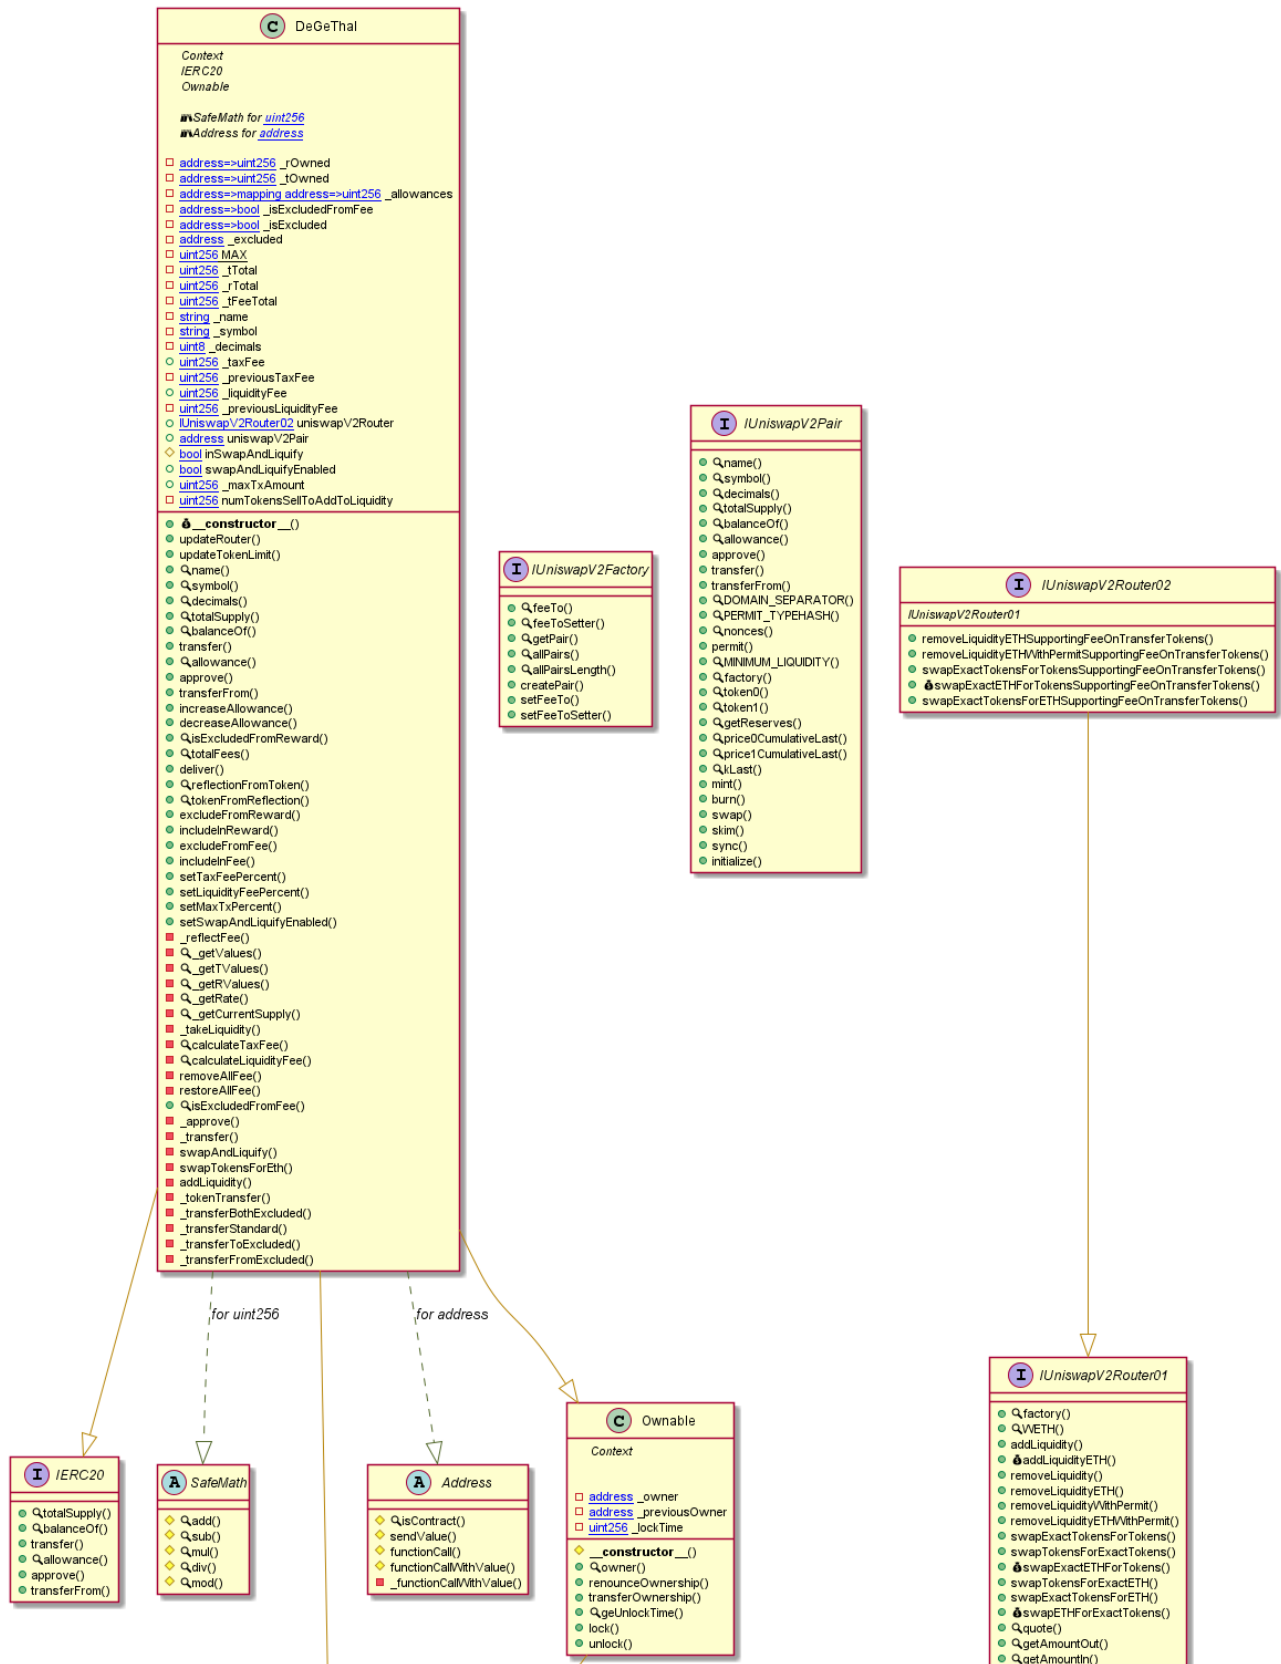 C DeGeThal
Context
IERC20
Ownable
SafeMath for uint256
Address for address
address=>uint256 _rOwned
address=>uint256 _tOwned
address=>mapping address=>uint256 _allowances
address=>bool _isExcludedFromFee
address=>bool _isExcluded
address _excluded
uint256 MAX
uint256 _tTotal
uint256 _rTotal
uint256 _tFeeTotal
string _name
string _symbol
uint8 _decimals
uint256 _taxFee
uint256 _previousTaxFee
uint256 _liquidityFee
uint256 _previousLiquidityFee
IUniswapV2Router02 uniswapV2Router
address uniswapV2Pair
bool inSwapAndLiquify
bool swapAndLiquifyEnabled
uint256 _maxTxAmount
uint256 numTokensSellToAddToLiquidity
__constructor__()
updateRouter()
updateTokenLimit()
name()
symbol()
decimals()
totalSupply()
balanceOf()
transfer()
allowance()
approve()
transferFrom()
increaseAllowance()
decreaseAllowance()
isExcludedFromReward()
totalFees()
deliver()
reflectionFromToken()
tokenFromReflection()
excludeFromReward()
includeInReward()
excludeFromFee()
includeInFee()
setTaxFeePercent()
setLiquidityFeePercent()
setMaxTxPercent()
setSwapAndLiquifyEnabled()
_reflectFee()
_getValues()
_getTValues()
_getRValues()
_getRate()
_getCurrentSupply()
_takeLiquidity()
calculateTaxFee()
calculateLiquidityFee()
removeAllFee()
restoreAllFee()
isExcludedFromFee()
_approve()
_transfer()
swapAndLiquify()
swapTokensForEth()
addLiquidity()
_tokenTransfer()
_transferBothExcluded()
_transferStandard()
_transferToExcluded()
_transferFromExcluded()
I IUniswapV2Factory
feeTo()
feeToSetter()
getPair()
allPairs()
allPairsLength()
createPair()
setFeeTo()
setFeeToSetter()
I IUniswapV2Pair
name()
symbol()
decimals()
totalSupply()
balanceOf()
allowance()
approve()
transfer()
transferFrom()
DOMAIN_SEPARATOR()
PERMIT_TYPEHASH()
nonces()
permit()
MINIMUM_LIQUIDITY()
factory()
token0()
token1()
getReserves()
price0CumulativeLast()
price1CumulativeLast()
kLast()
mint()
burn()
swap()
skim()
sync()
initialize()
I IUniswapV2Router02
IUniswapV2Router01
removeLiquidityETHSupportingFeeOnTransferTokens()
removeLiquidityETHWithPermitSupportingFeeOnTransferTokens()
swapExactTokensForTokensSupportingFeeOnTransferTokens()
swapExactETHForTokensSupportingFeeOnTransferTokens()
swapExactTokensForETHSupportingFeeOnTransferTokens()
for uint256
for address
I IERC20
totalSupply()
balanceOf()
transfer()
allowance()
approve()
transferFrom()
A SafeMath
add()
sub()
mul()
div()
mod()
A Address
isContract()
sendValue()
functionCall()
functionCallWithValue()
_functionCallWithValue()
C Ownable
Context
address _owner
address _previousOwner
uint256 _lockTime
__constructor__()
owner()
renounceOwnership()
transferOwnership()
geUnlockTime()
lock()
unlock()
I IUniswapV2Router01
factory()
WETH()
addLiquidity()
addLiquidityETH()
removeLiquidity()
removeLiquidityETH()
removeLiquidityWithPermit()
removeLiquidityETHWithPermit()
swapExactTokensForTokens()
swapTokensForExactTokens()
swapExactETHForTokens()
swapTokensForExactETH()
swapExactTokensForETH()
swapETHForExactTokens()
quote()
getAmountOut()
getAmountIn()